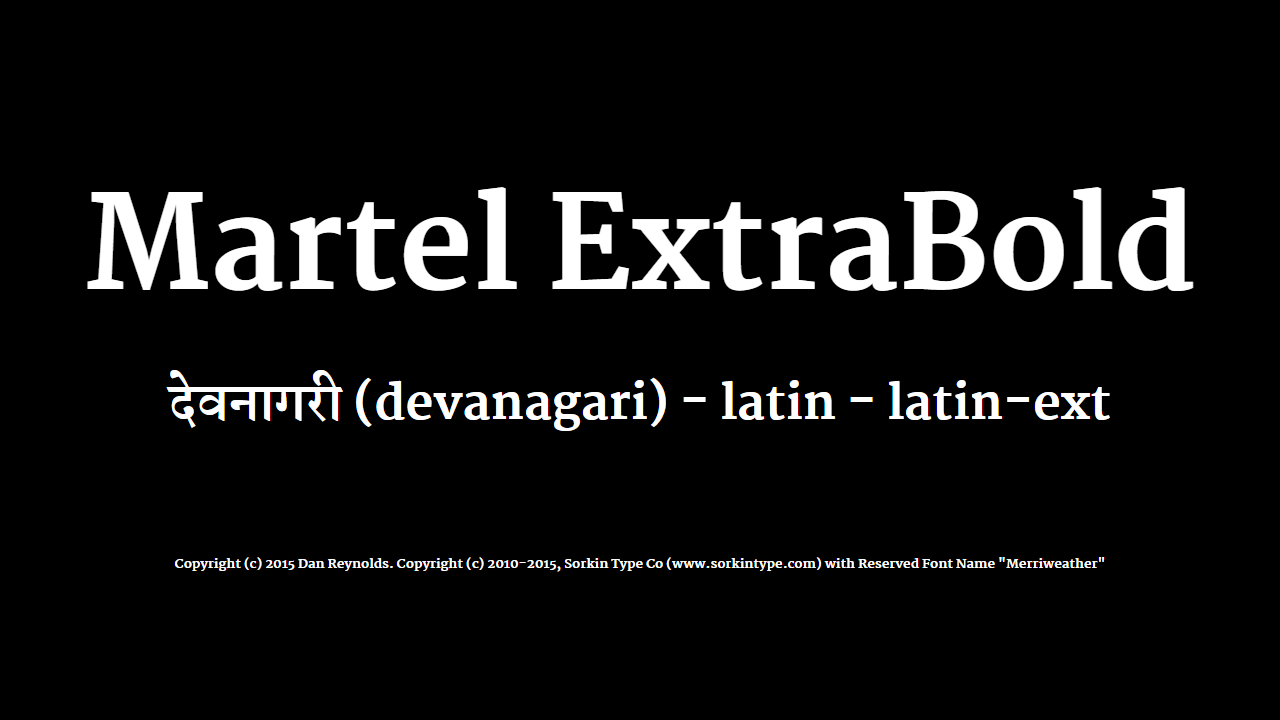 Martel ExtraBold
देवनागरी (devanagari) - latin - latin-ext
Copyright (c) 2015 Dan Reynolds. Copyright (c) 2010-2015, Sorkin Type Co (www.sorkintype.com) with Reserved Font Name "Merriweather"